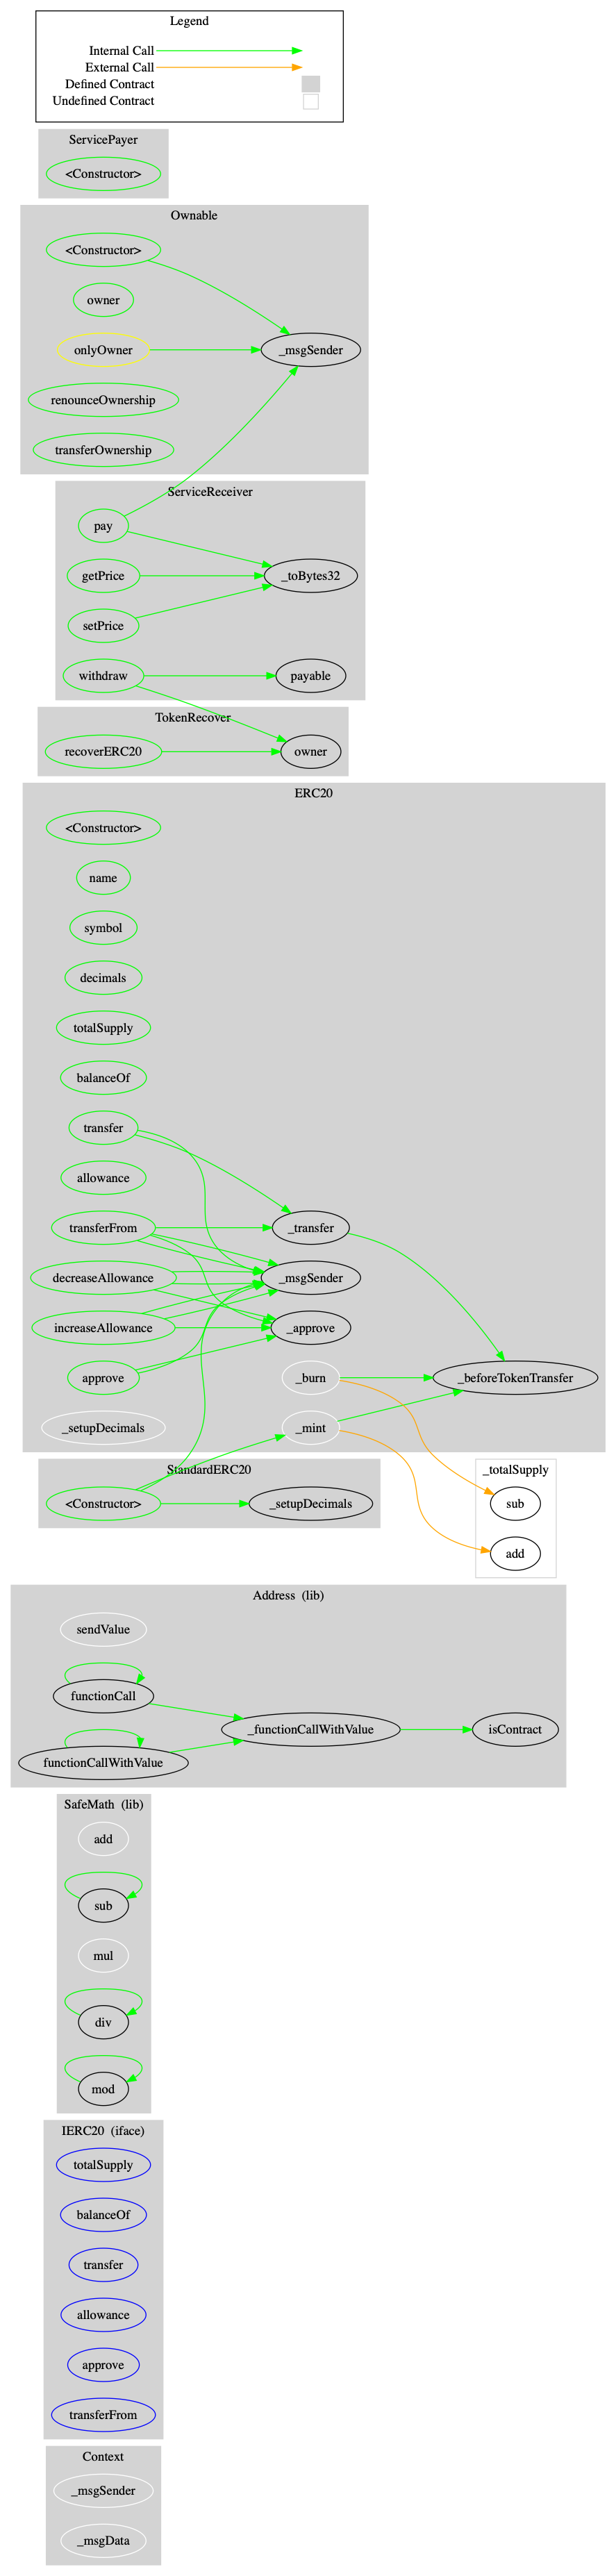 Legend
Internal Call
External Call
Defined Contract
Undefined Contract
ServicePayer
<Constructor>
Ownable
<Constructor>
owner
onlyOwner
_msgSender
renounceOwnership
transferOwnership
ServiceReceiver
pay
getPrice
_toBytes32
setPrice
withdraw
payable
TokenRecover
recoverERC20
owner
ERC20
<Constructor>
name
symbol
decimals
totalSupply
balanceOf
transfer
allowance
transferFrom
_transfer
decreaseAllowance
_msgSender
increaseAllowance
_approve
approve
_burn
_beforeTokenTransfer
_setupDecimals
_mint
StandardERC20
<Constructor>
_setupDecimals
_totalSupply
sub
add
Address (lib)
sendValue
functionCall
_functionCallWithValue
isContract
functionCallWithValue
SafeMath (lib)
add
sub
mul
div
mod
IERC20 (iface)
totalSupply
balanceOf
transfer
allowance
approve
transferFrom
Context
_msgSender
_msgData